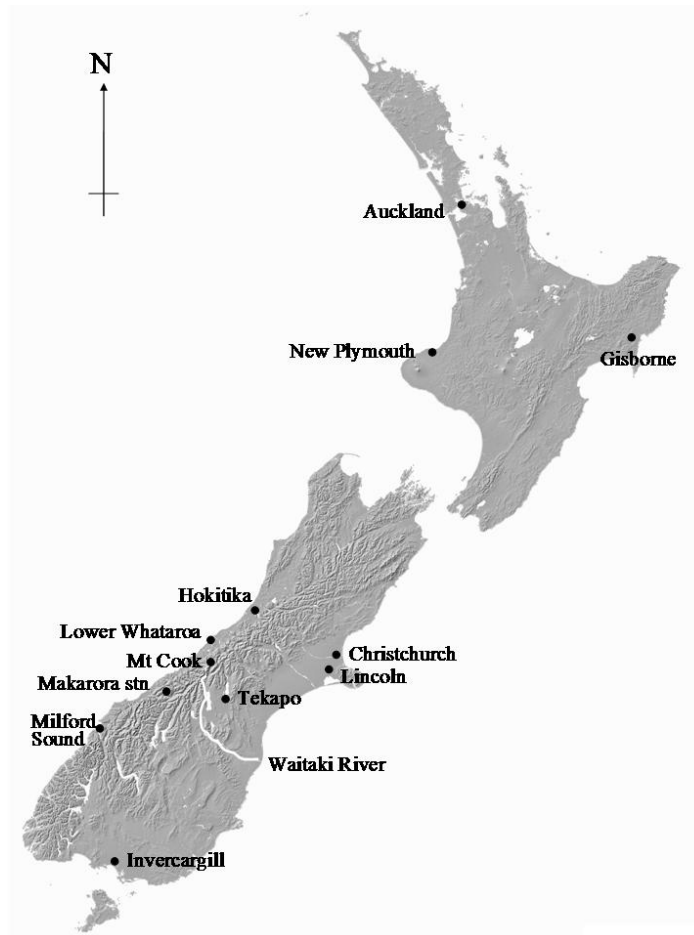 N
Auckland
New Plymouth
Gisborne
Hokitika
Lower Whataroa
Mt Cook
Christchurch
Lincoln
Makarora stn
Tekapo
Milford
Sound
Waitaki River
Invercargill